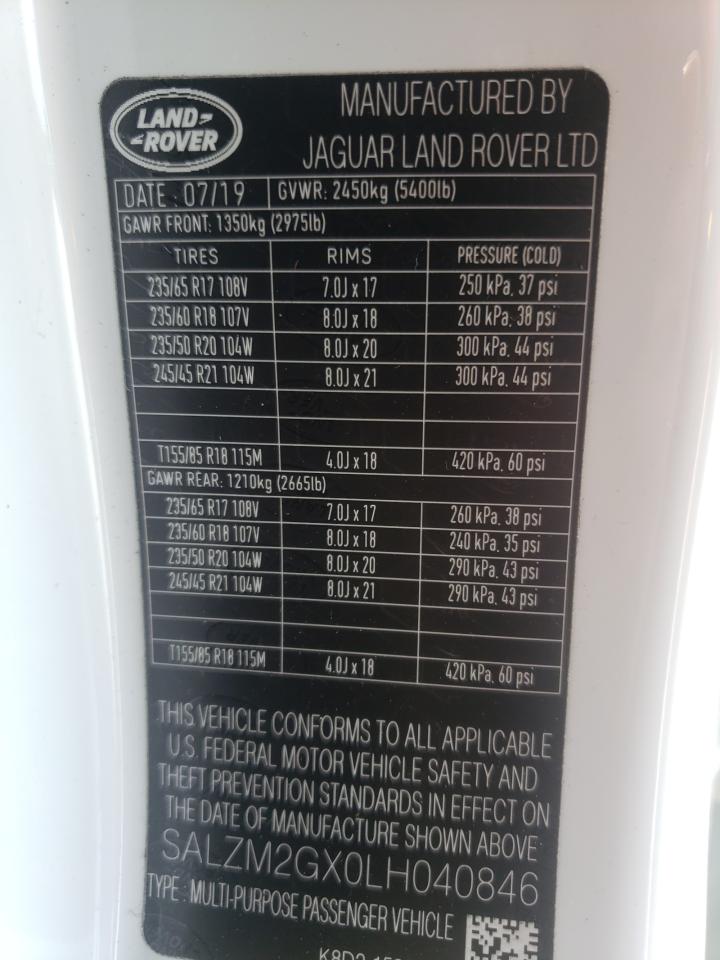 LAND-
-ROVER
MANUFACTURED BY
JAGUAR LAND ROVER LTD
DATE : 07/19 GVWR: 2450kg (5400lb)
GAWR FRONT: 1350kg (2975lb)
TIRES RIMS PRESSURE (COLD)
235/65 R17 108V 7.0J x 17 250 kPa, 37 psi
235/60 R18 107V 8.0J x 18 260 kPa, 38 psi
235/50 R20 104W 8.0J x 20 300 kPa, 44 psi
245/45 R21 104W 8.0J x 21 300 kPa, 44 psi
T155/85 R18 115M 4.0J x 18 420 kPa, 60 psi
GAWR REAR: 1210kg (2665lb)
235/65 R17 108V 7.0J x 17 260 kPa, 38 psi
235/60 R18 107V 8.0J x 18 240 kPa, 35 psi
235/50 R20 104W 8.0J x 20 290 kPa, 43 psi
245/45 R21 104W 8.0J x 21 290 kPa, 43 psi
T155/85 R18 115M 4.0J x 18 420 kPa, 60 psi
THIS VEHICLE CONFORMS TO ALL APPLICABLE
U.S. FEDERAL MOTOR VEHICLE SAFETY AND
THEFT PREVENTION STANDARDS IN EFFECT ON
THE DATE OF MANUFACTURE SHOWN ABOVE
SALZM2GX0LH040846
TYPE : MULTI-PURPOSE PASSENGER VEHICLE